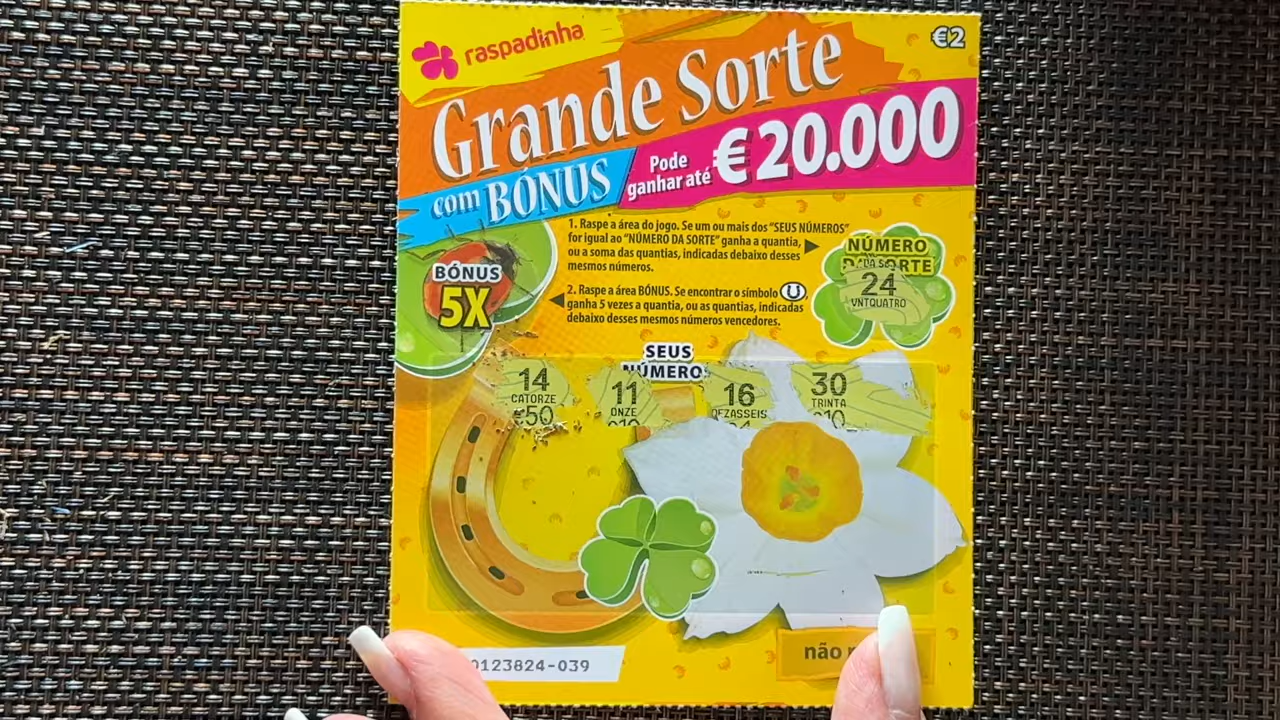 raspadinha
€2
Grande Sorte
com BÓNUS
Pode ganhar até € 20.000
1. Raspe a área do jogo. Se um ou mais dos "SEUS NÚMEROS"
for igual ao "NÚMERO DA SORTE" ganha a quantia,
ou a soma das quantias, indicadas debaixo desses
mesmos números.
NÚMERO
DA SORTE
24
VNTQUATRO
BÓNUS
5X
2. Raspe a área BÓNUS. Se encontrar o símbolo
ganha 5 vezes a quantia, ou as quantias, indicadas
debaixo desses mesmos números vencedores.
SEUS
NÚMERO
14
CATORZE
€50
11
ONZE
16
DEZASSEIS
30
TRINTA
0123824-039
não